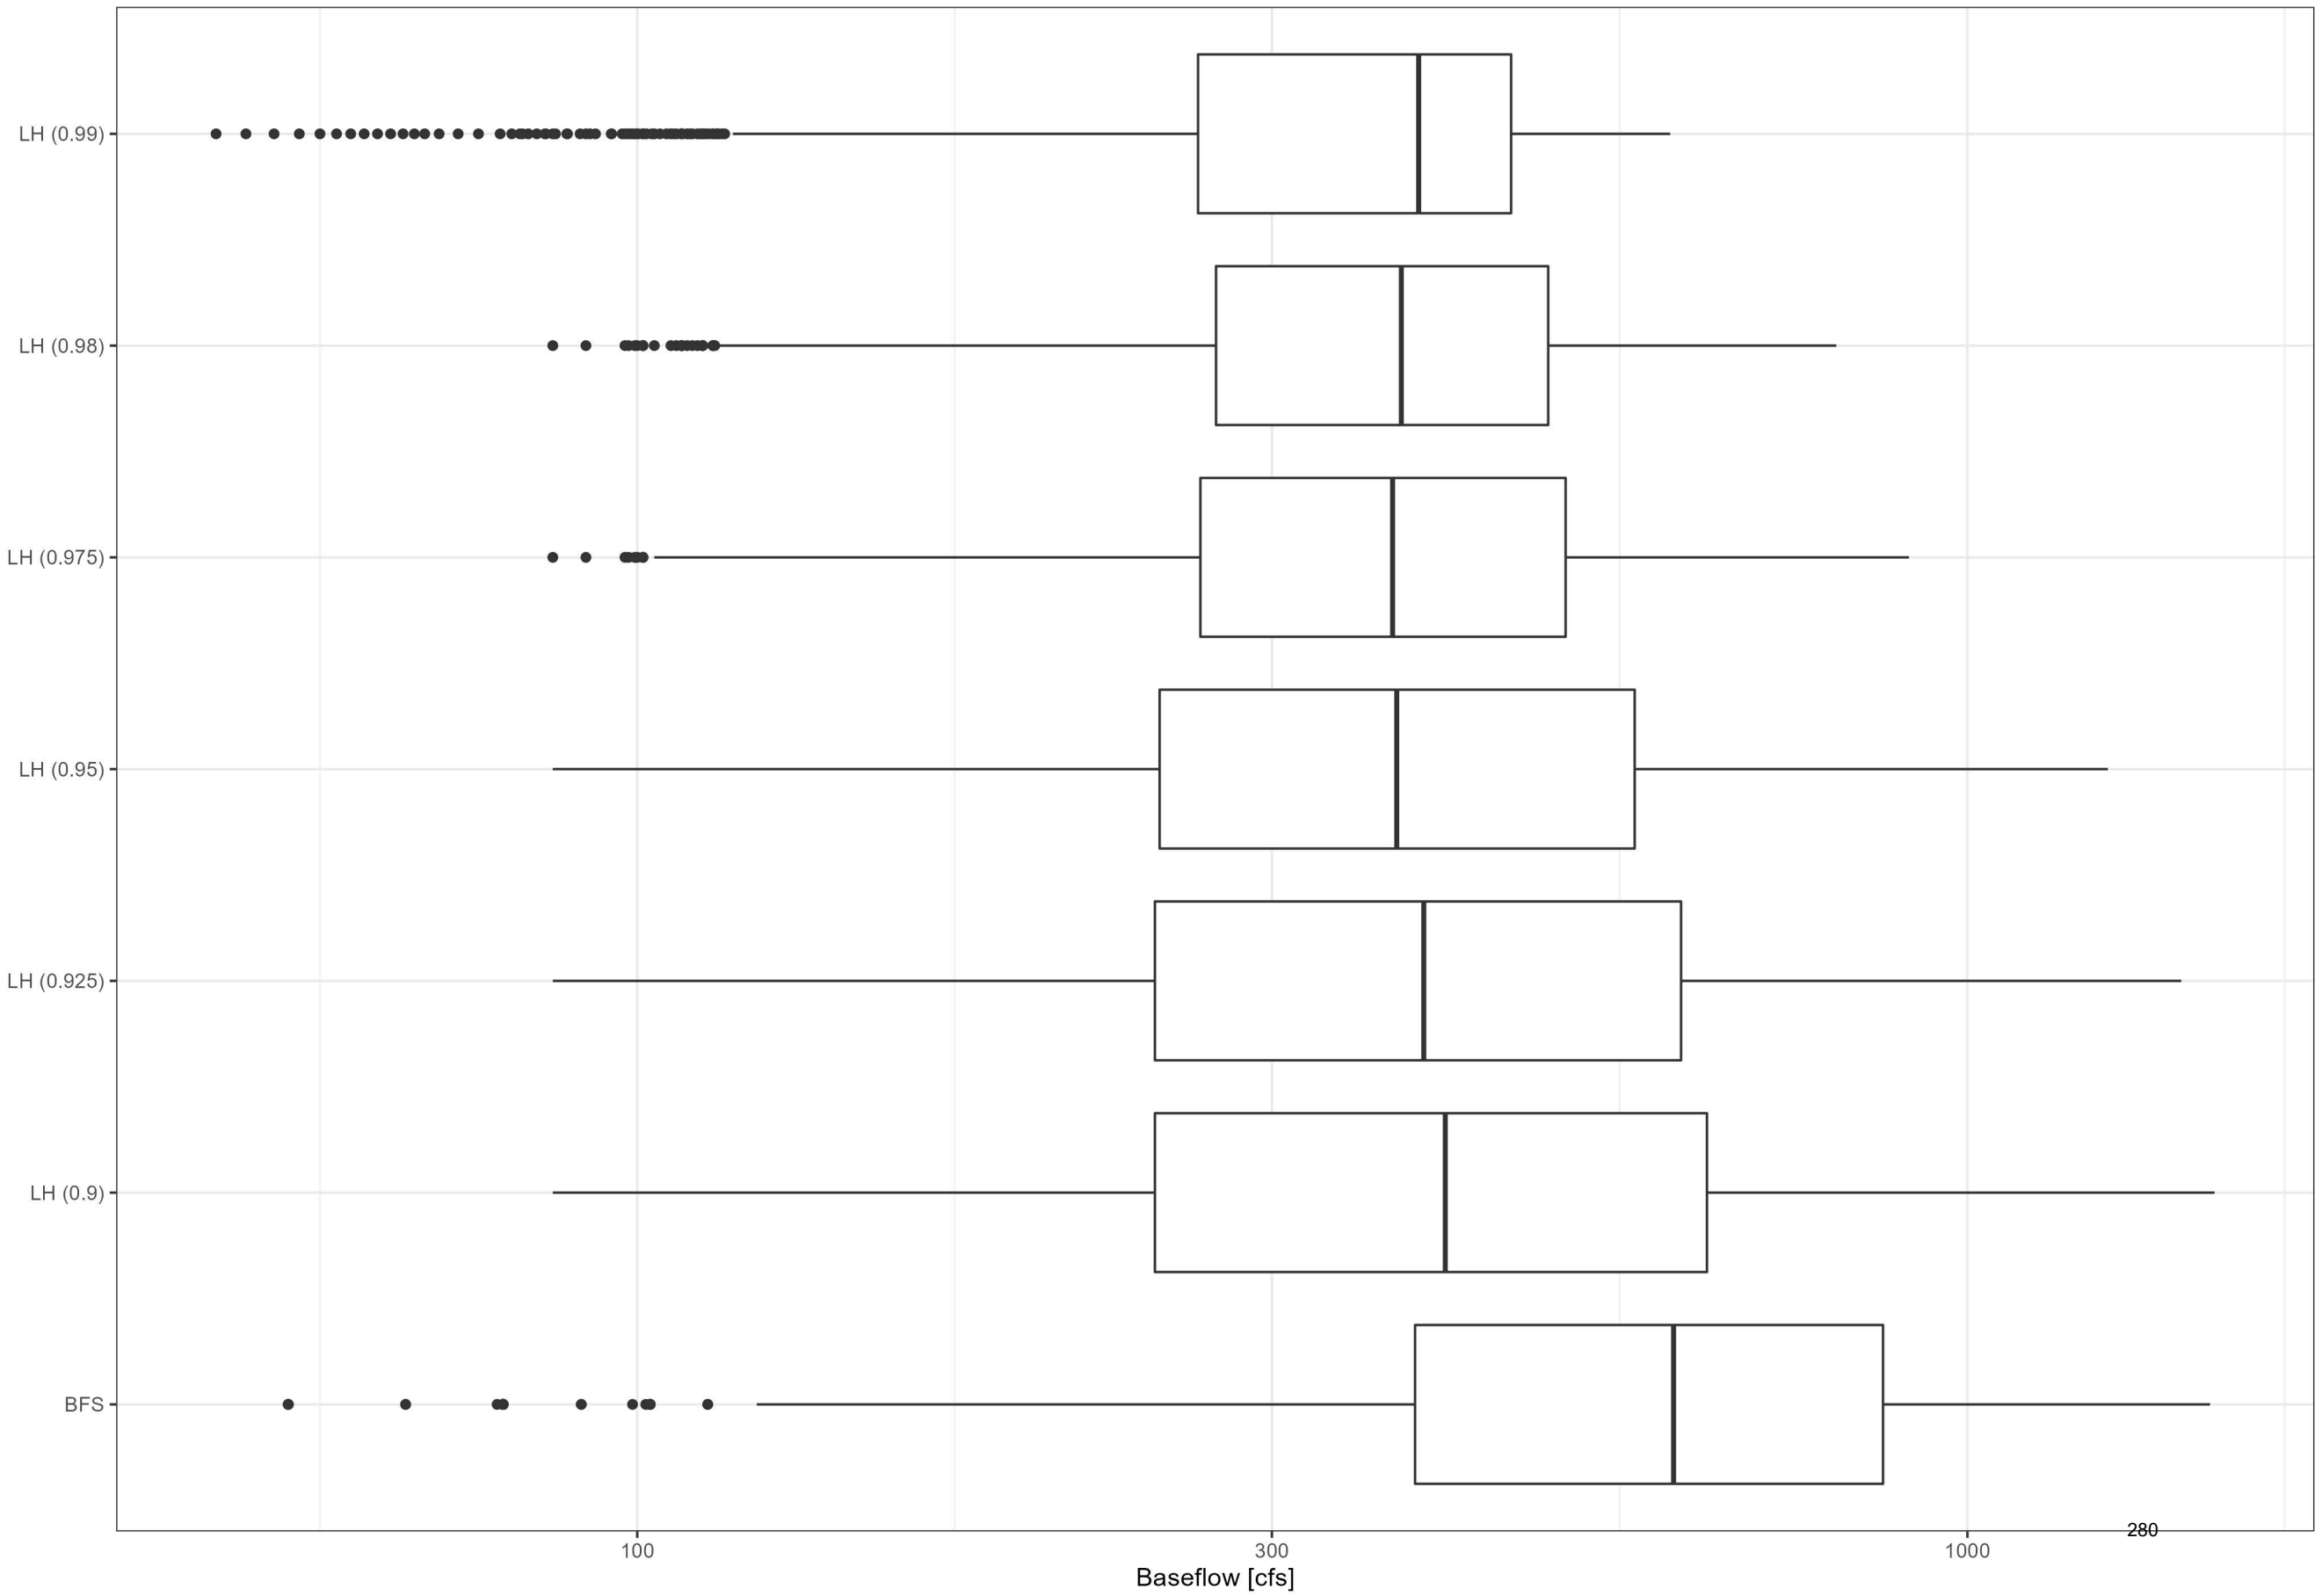 LH (0.99)
LH (0.98)
LH (0.975)
LH (0.95)
LH (0.925)
LH (0.9)
BFS
280
100 300 1000
Baseflow [cfs]